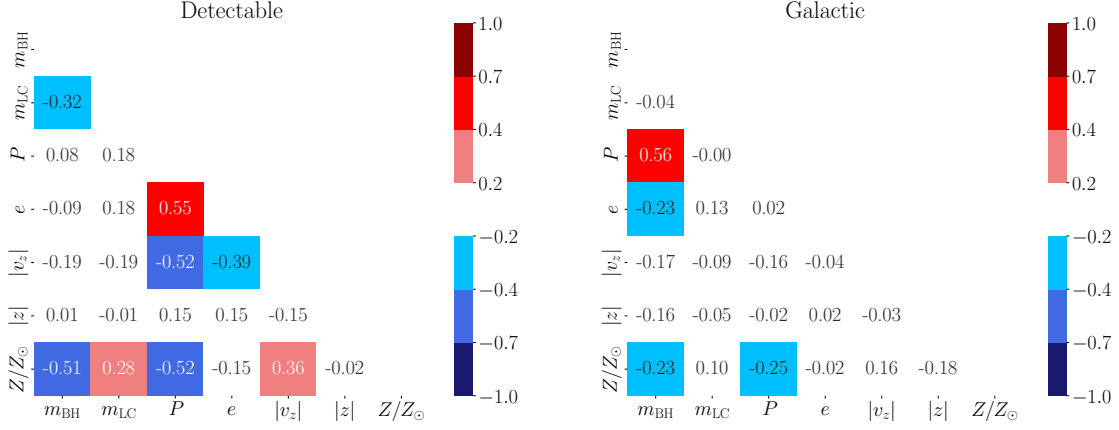 Detectable
m_BH
m_LC -0.32
P 0.08 0.18
e -0.09 0.18 0.55
|v_z| -0.19 -0.19 -0.52 -0.39
|z| 0.01 -0.01 0.15 0.15 -0.15
Z/Z_⊙ -0.51 0.28 -0.52 -0.15 0.36 -0.02
m_BH m_LC P e |v_z| |z| Z/Z_⊙
1.0
0.7
0.4
0.2
−0.2
−0.4
−0.7
−1.0
Galactic
m_BH
m_LC -0.04
P 0.56 -0.00
e -0.23 0.13 0.02
|v_z| -0.17 -0.09 -0.16 -0.04
|z| -0.16 -0.05 -0.02 0.02 -0.03
Z/Z_⊙ -0.23 0.10 -0.25 -0.02 0.16 -0.18
m_BH m_LC P e |v_z| |z| Z/Z_⊙
1.0
0.7
0.4
0.2
−0.2
−0.4
−0.7
−1.0